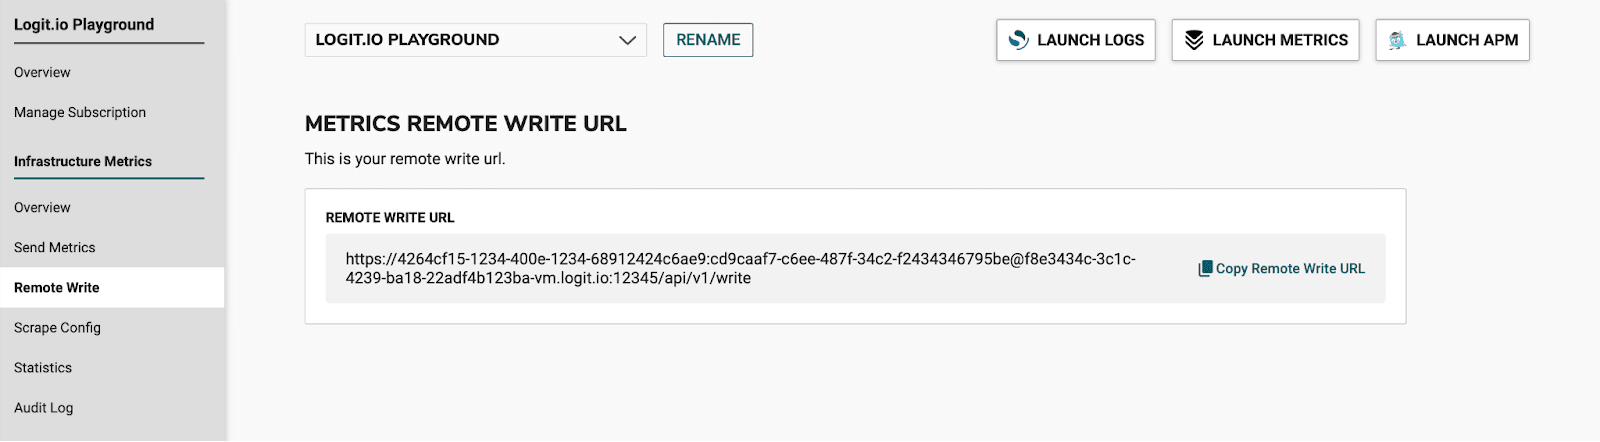 Logit.io Playground
Overview
Manage Subscription
Infrastructure Metrics
Overview
Send Metrics
Remote Write
Scrape Config
Statistics
Audit Log
LOGIT.IO PLAYGROUND
RENAME
LAUNCH LOGS
LAUNCH METRICS
LAUNCH APM
METRICS REMOTE WRITE URL
This is your remote write url.
REMOTE WRITE URL
https://4264cf15-1234-400e-1234-68912424c6ae9:cd9caaf7-c6ee-487f-34c2-f2434346795be@f8e3434c-3c1c-
4239-ba18-22adf4b123ba-vm.logit.io:12345/api/v1/write
Copy Remote Write URL